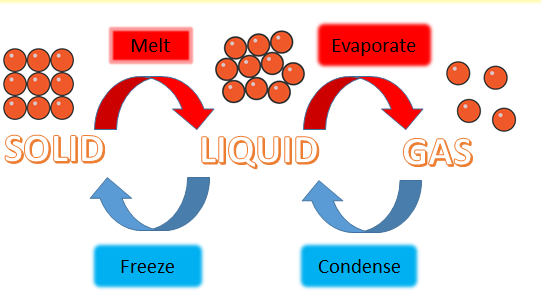 Melt
Evaporate
SOLID
LIQUID
GAS
Freeze
Condense